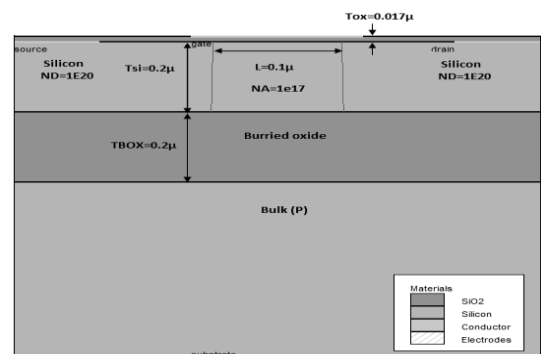 Tox=0.017µ
source
gate
rtrain
Silicon
ND=1E20
Tsi=0.2µ
L=0.1µ
NA=1e17
Silicon
ND=1E20
TBOX=0.2µ
Burried oxide
Bulk (P)
Materials
SiO2
Silicon
Conductor
Electrodes
substrate